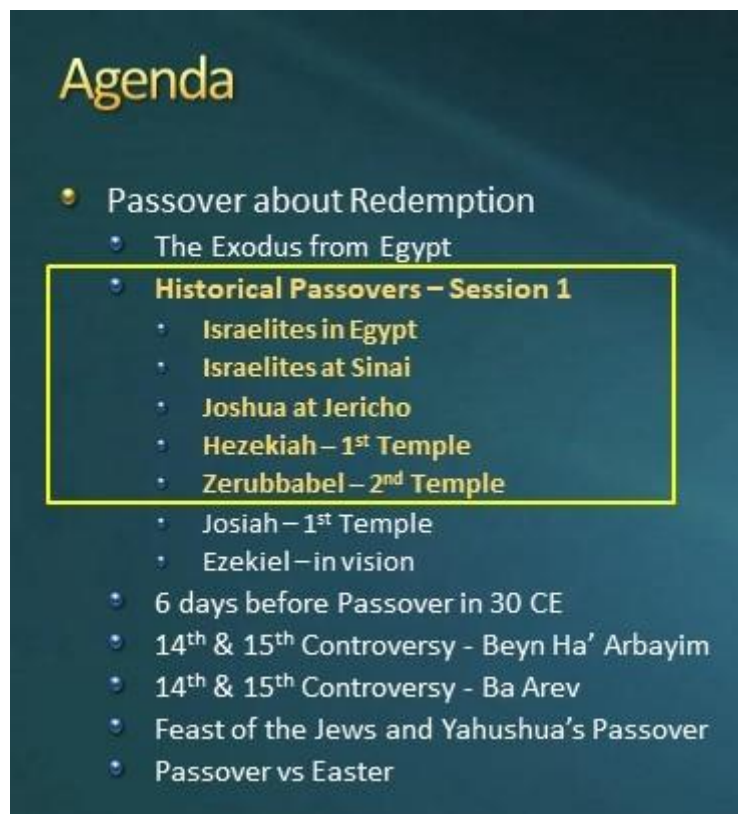 Agenda
Passover about Redemption
The Exodus from Egypt
Historical Passovers – Session 1
Israelites in Egypt
Israelites at Sinai
Joshua at Jericho
Hezekiah – 1st Temple
Zerubbabel – 2nd Temple
Josiah – 1st Temple
Ezekiel – in vision
6 days before Passover in 30 CE
14th & 15th Controversy - Beyn Ha’ Arbayim
14th & 15th Controversy - Ba Arev
Feast of the Jews and Yahushua’s Passover
Passover vs Easter